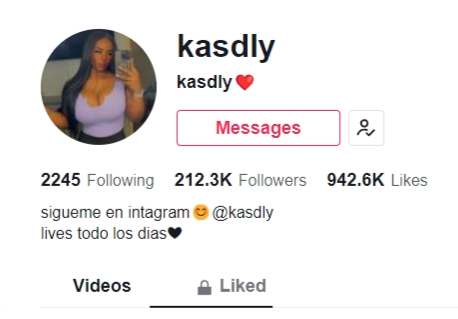 kasdly
kasdly❤️
Messages
2245 Following 212.3K Followers 942.6K Likes
sigueme en intagram😊@kasdly
lives todo los dias🖤
Videos Liked